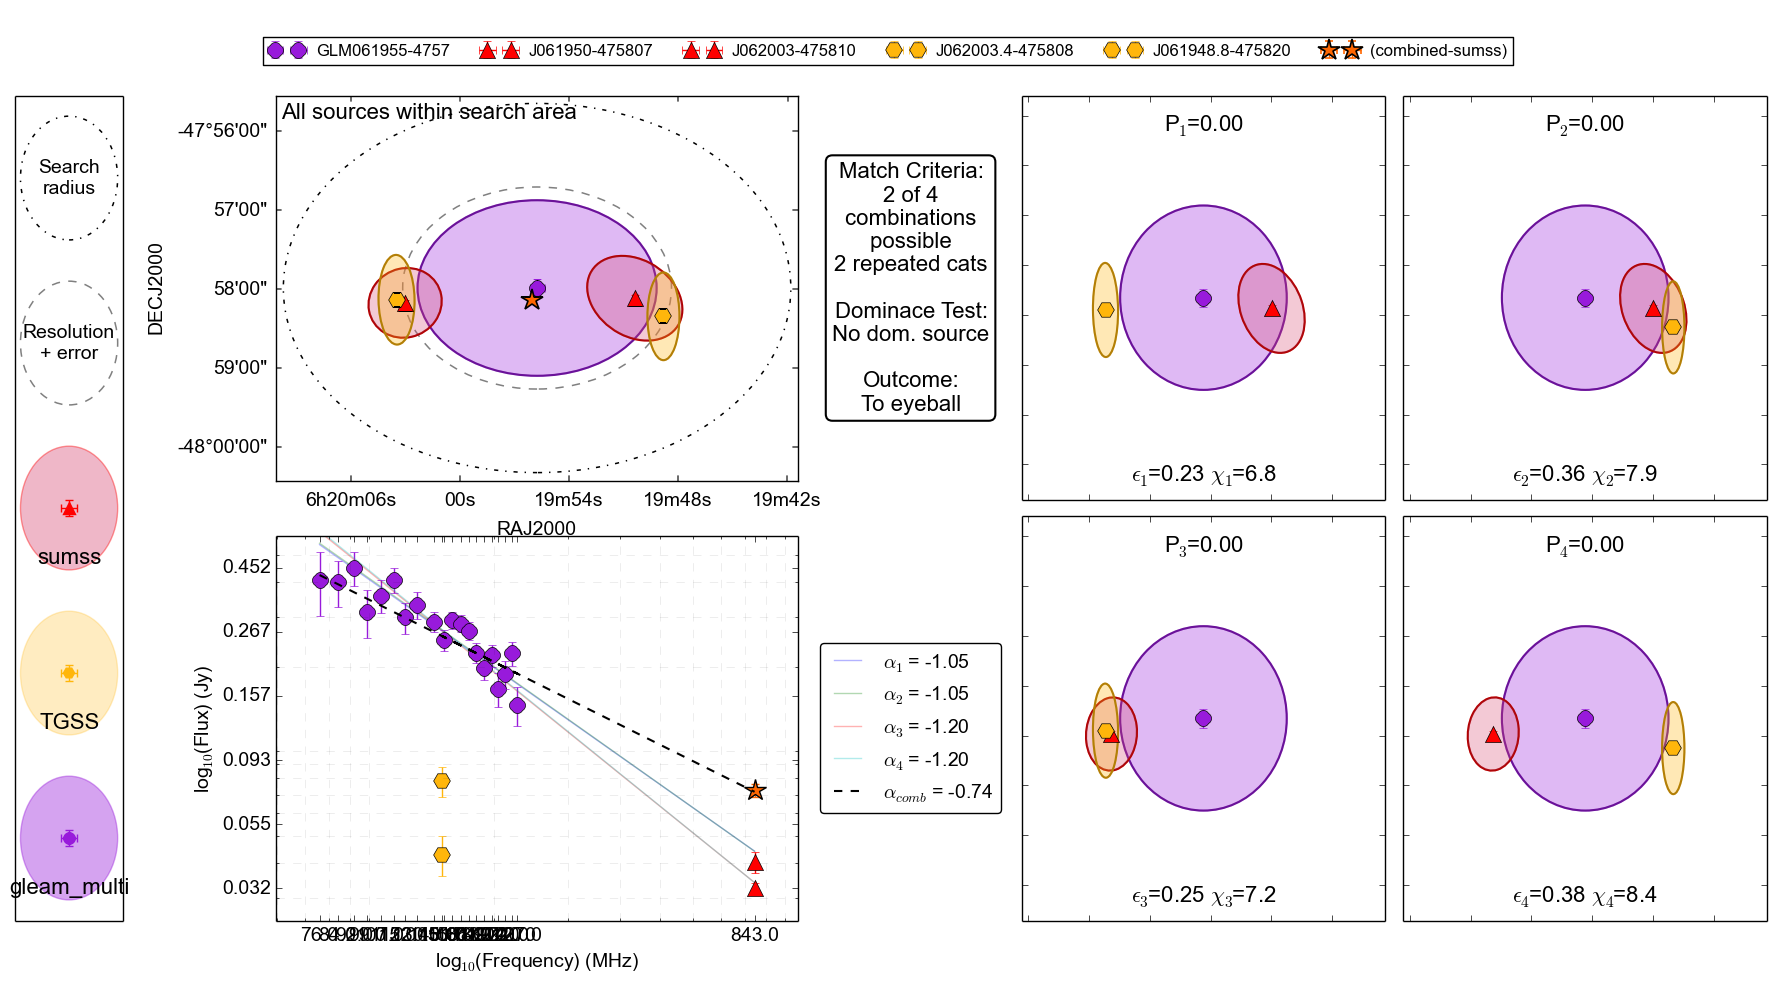 GLM061955-4757 J061950-475807 J062003-475810 J062003.4-475808 J061948.8-475820 (combined-sumss)
Search
radius
Resolution
+ error
sumss
TGSS
gleam_multi
All sources within search area
DECJ2000
-47°56'00"
57'00"
58'00"
59'00"
-48°00'00"
6h20m06s 00s 19m54s 19m48s 19m42s
RAJ2000
Match Criteria:
2 of 4
combinations
possible
2 repeated cats
Dominace Test:
No dom. source
Outcome:
To eyeball
log10(Flux) (Jy)
0.452
0.267
0.157
0.093
0.055
0.032
843.0
log10(Frequency) (MHz)
α1 = -1.05
α2 = -1.05
α3 = -1.20
α4 = -1.20
αcomb = -0.74
P1=0.00
ϵ1=0.23 χ1=6.8
P2=0.00
ϵ2=0.36 χ2=7.9
P3=0.00
ϵ3=0.25 χ3=7.2
P4=0.00
ϵ4=0.38 χ4=8.4